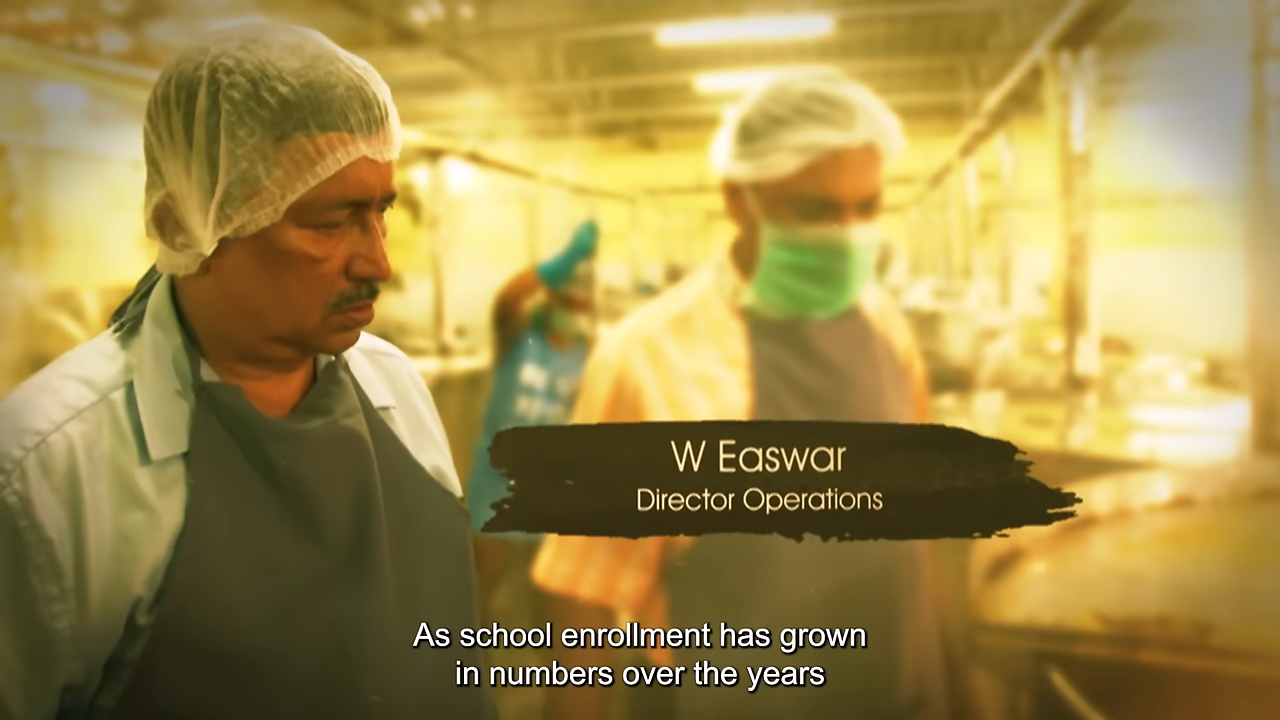 W Easwar
Director Operations
As school enrollment has grown
in numbers over the years